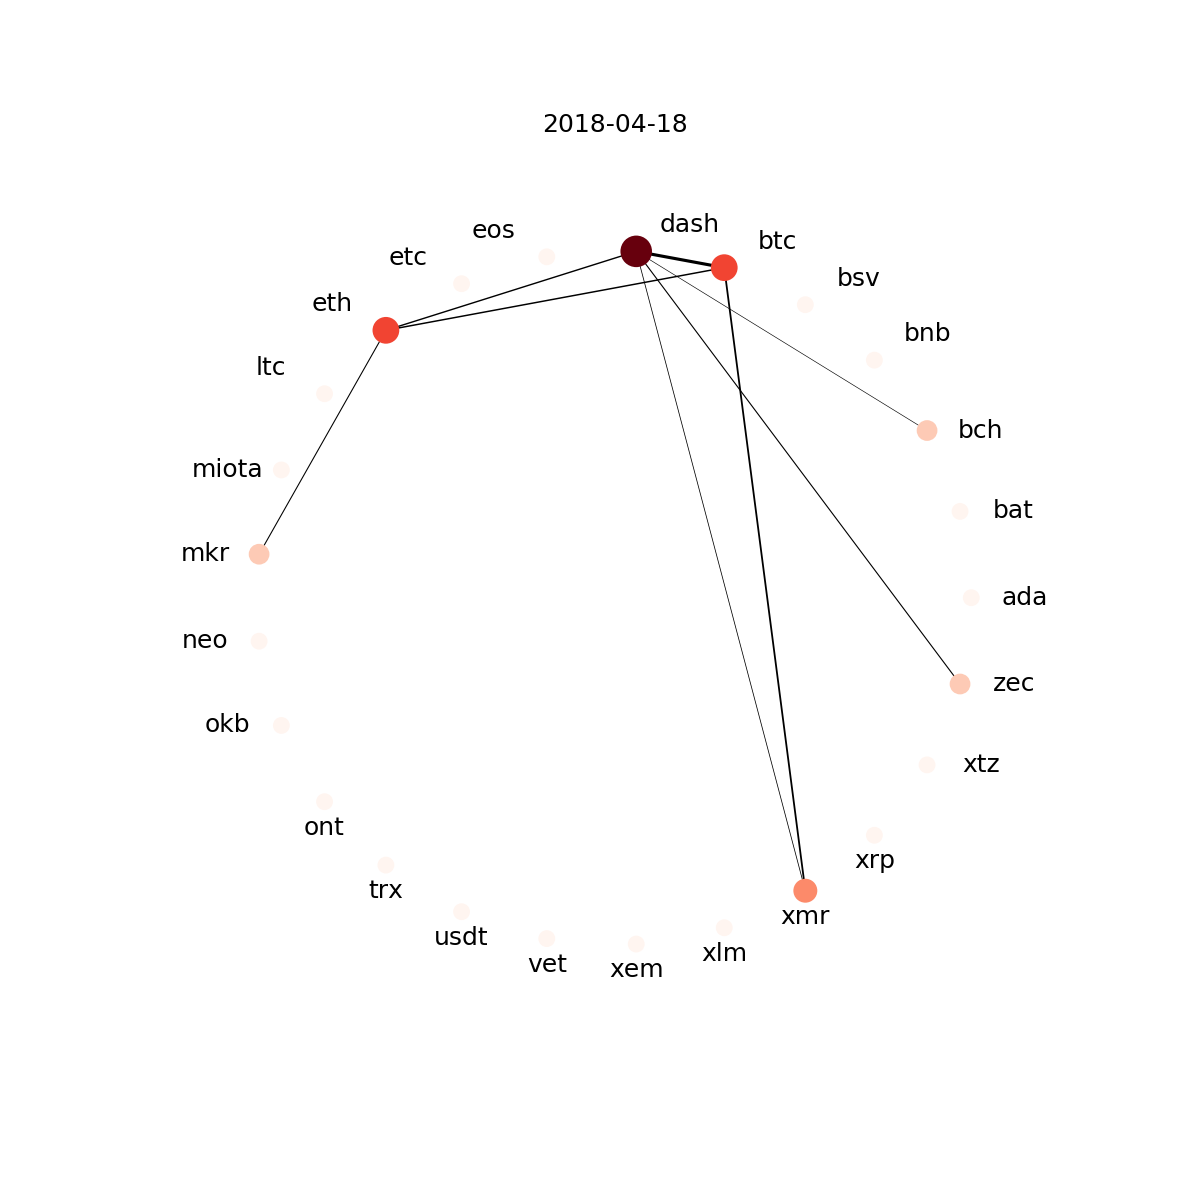 2018-04-18
dash
eos
btc
etc
bsv
eth
bnb
ltc
bch
miota
bat
mkr
ada
neo
zec
okb
xtz
ont
xrp
trx
xmr
usdt
xlm
vet
xem